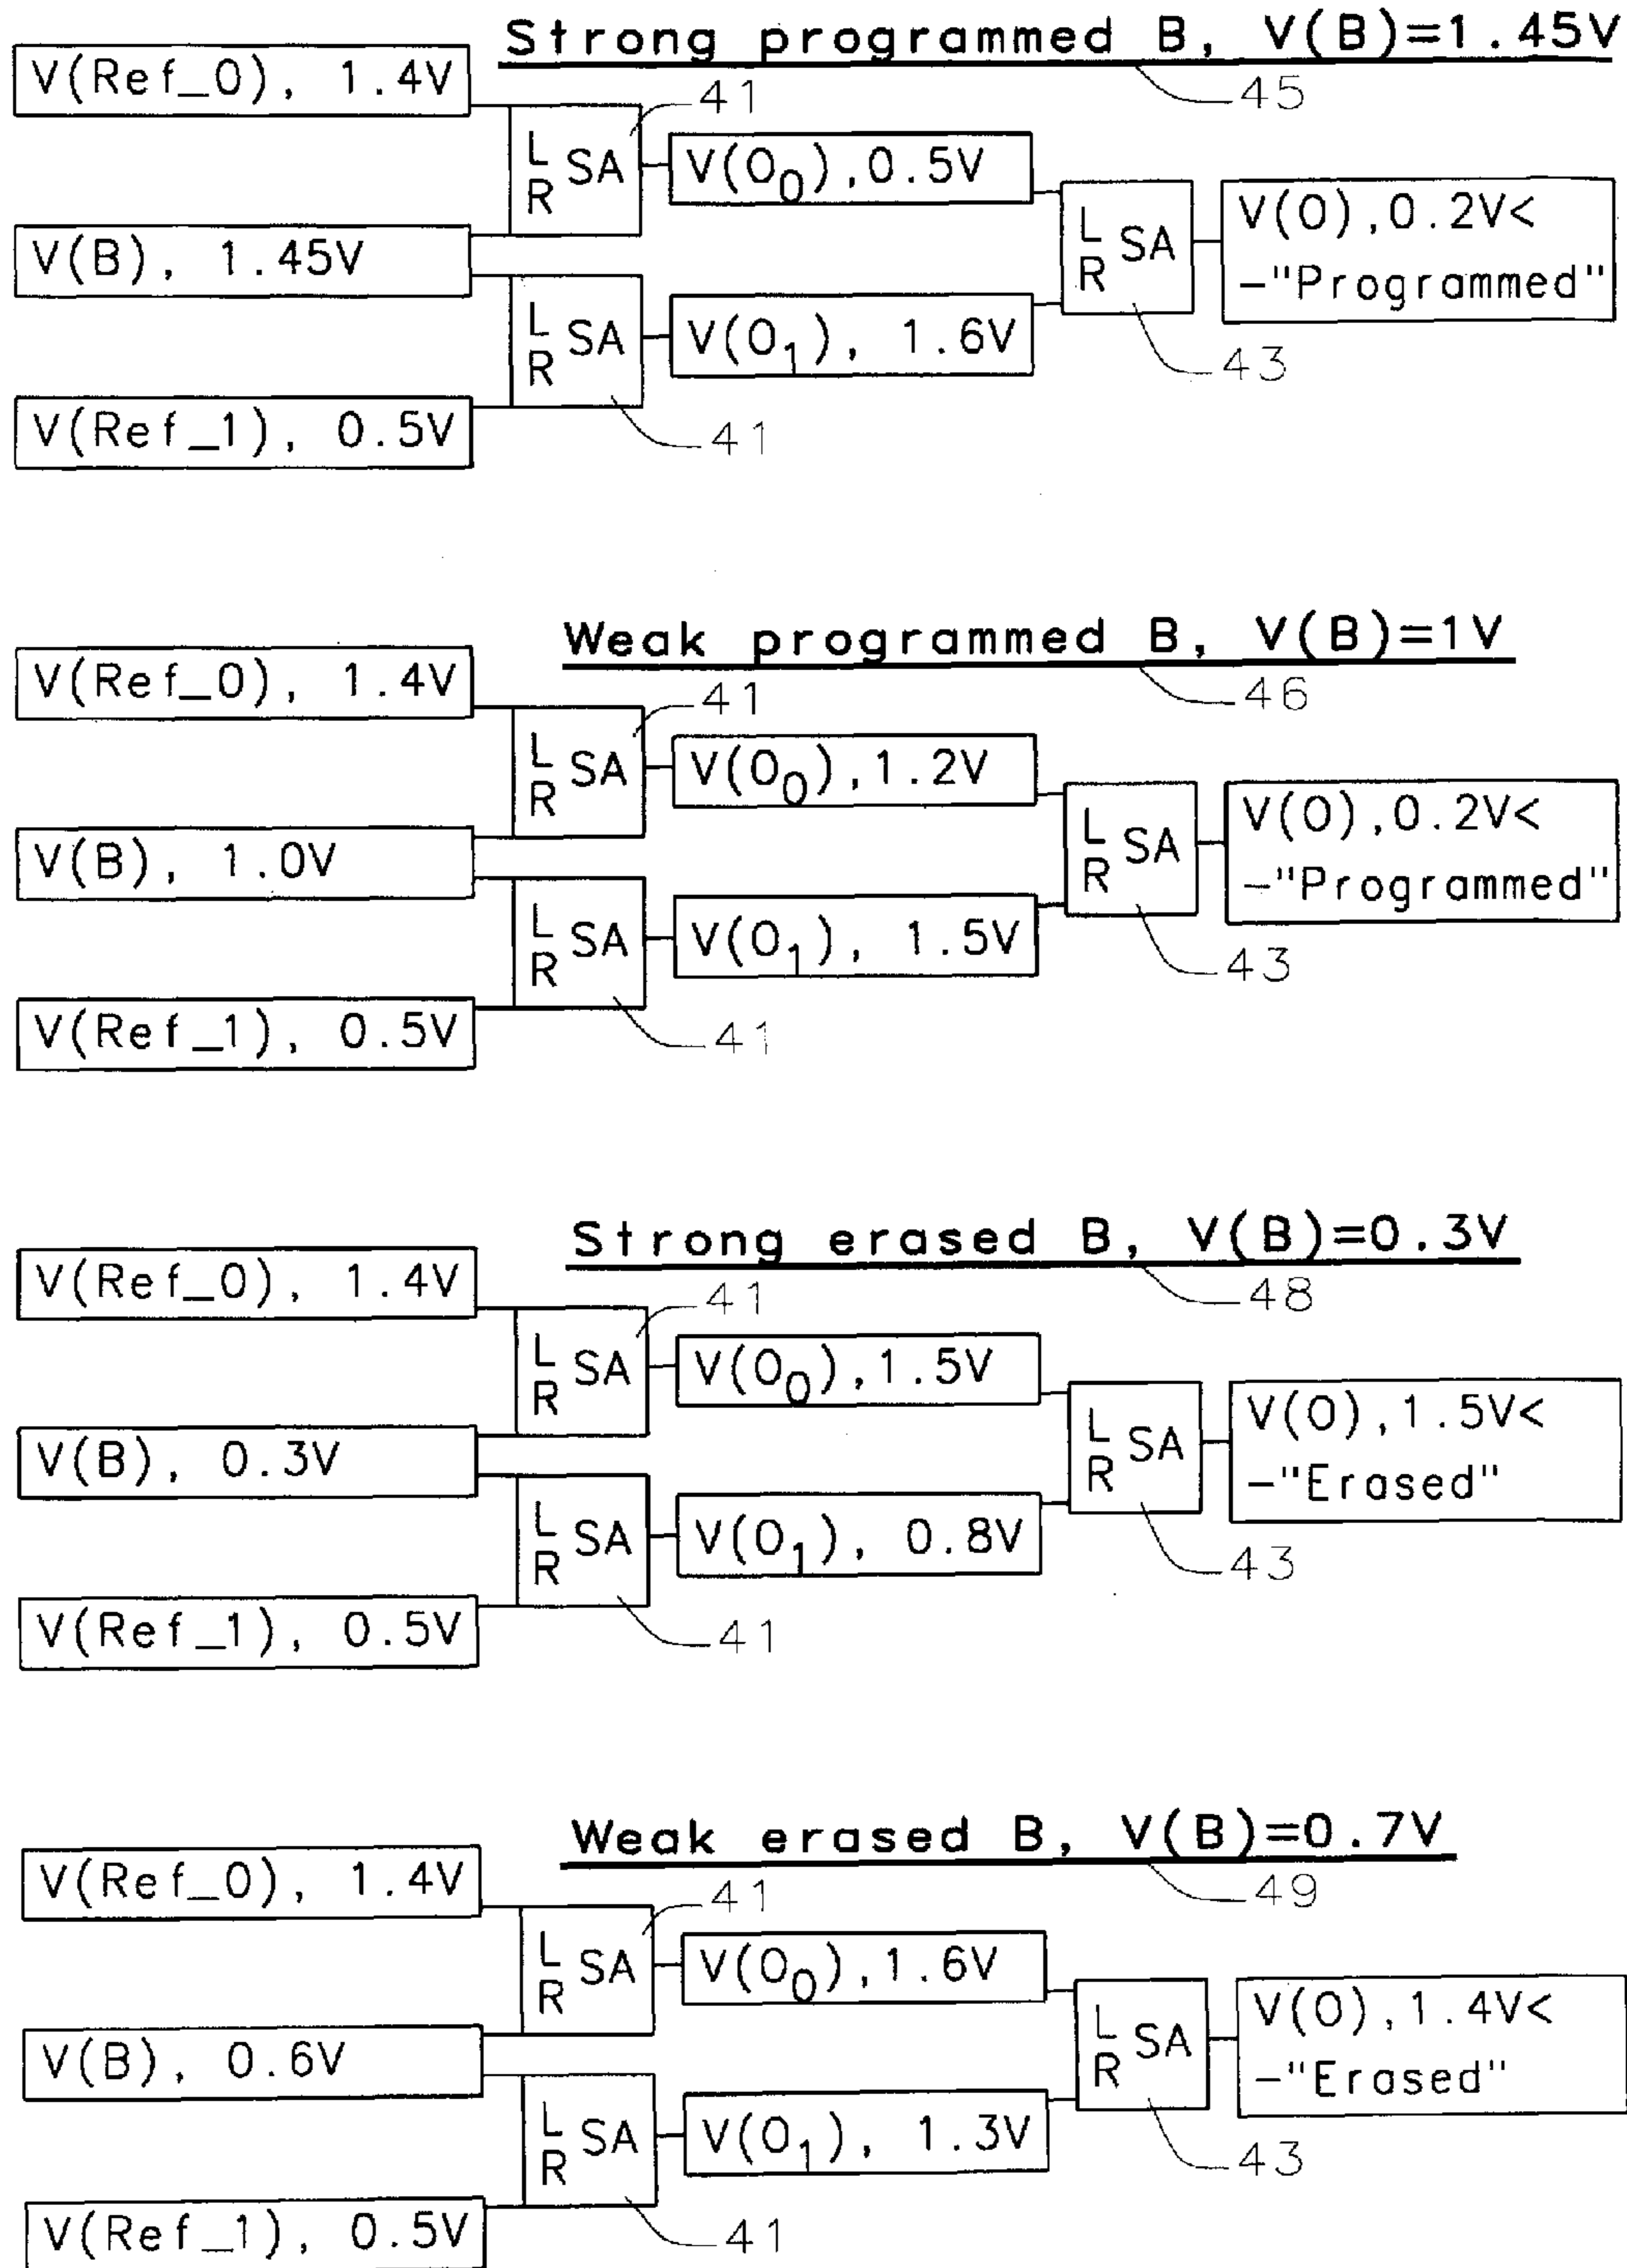 Strong programmed B, V(B)=1.45V
45
V(Ref_0), 1.4V
41
L
R
SA
V(O₀),0.5V
V(B), 1.45V
L
R
SA
V(O),0.2V<
-"Programmed"
L
R
SA
V(O₁), 1.6V
43
V(Ref_1), 0.5V
41
Weak programmed B, V(B)=1V
46
V(Ref_0), 1.4V
41
L
R
SA
V(O₀),1.2V
V(B), 1.0V
L
R
SA
V(O),0.2V<
-"Programmed"
L
R
SA
V(O₁), 1.5V
43
V(Ref_1), 0.5V
41
Strong erased B, V(B)=0.3V
48
V(Ref_0), 1.4V
41
L
R
SA
V(O₀),1.5V
V(B), 0.3V
L
R
SA
V(O),1.5V<
-"Erased"
L
R
SA
V(O₁), 0.8V
43
V(Ref_1), 0.5V
41
Weak erased B, V(B)=0.7V
49
V(Ref_0), 1.4V
41
L
R
SA
V(O₀),1.6V
V(B), 0.6V
L
R
SA
V(O),1.4V<
-"Erased"
L
R
SA
V(O₁), 1.3V
43
V(Ref_1), 0.5V
41